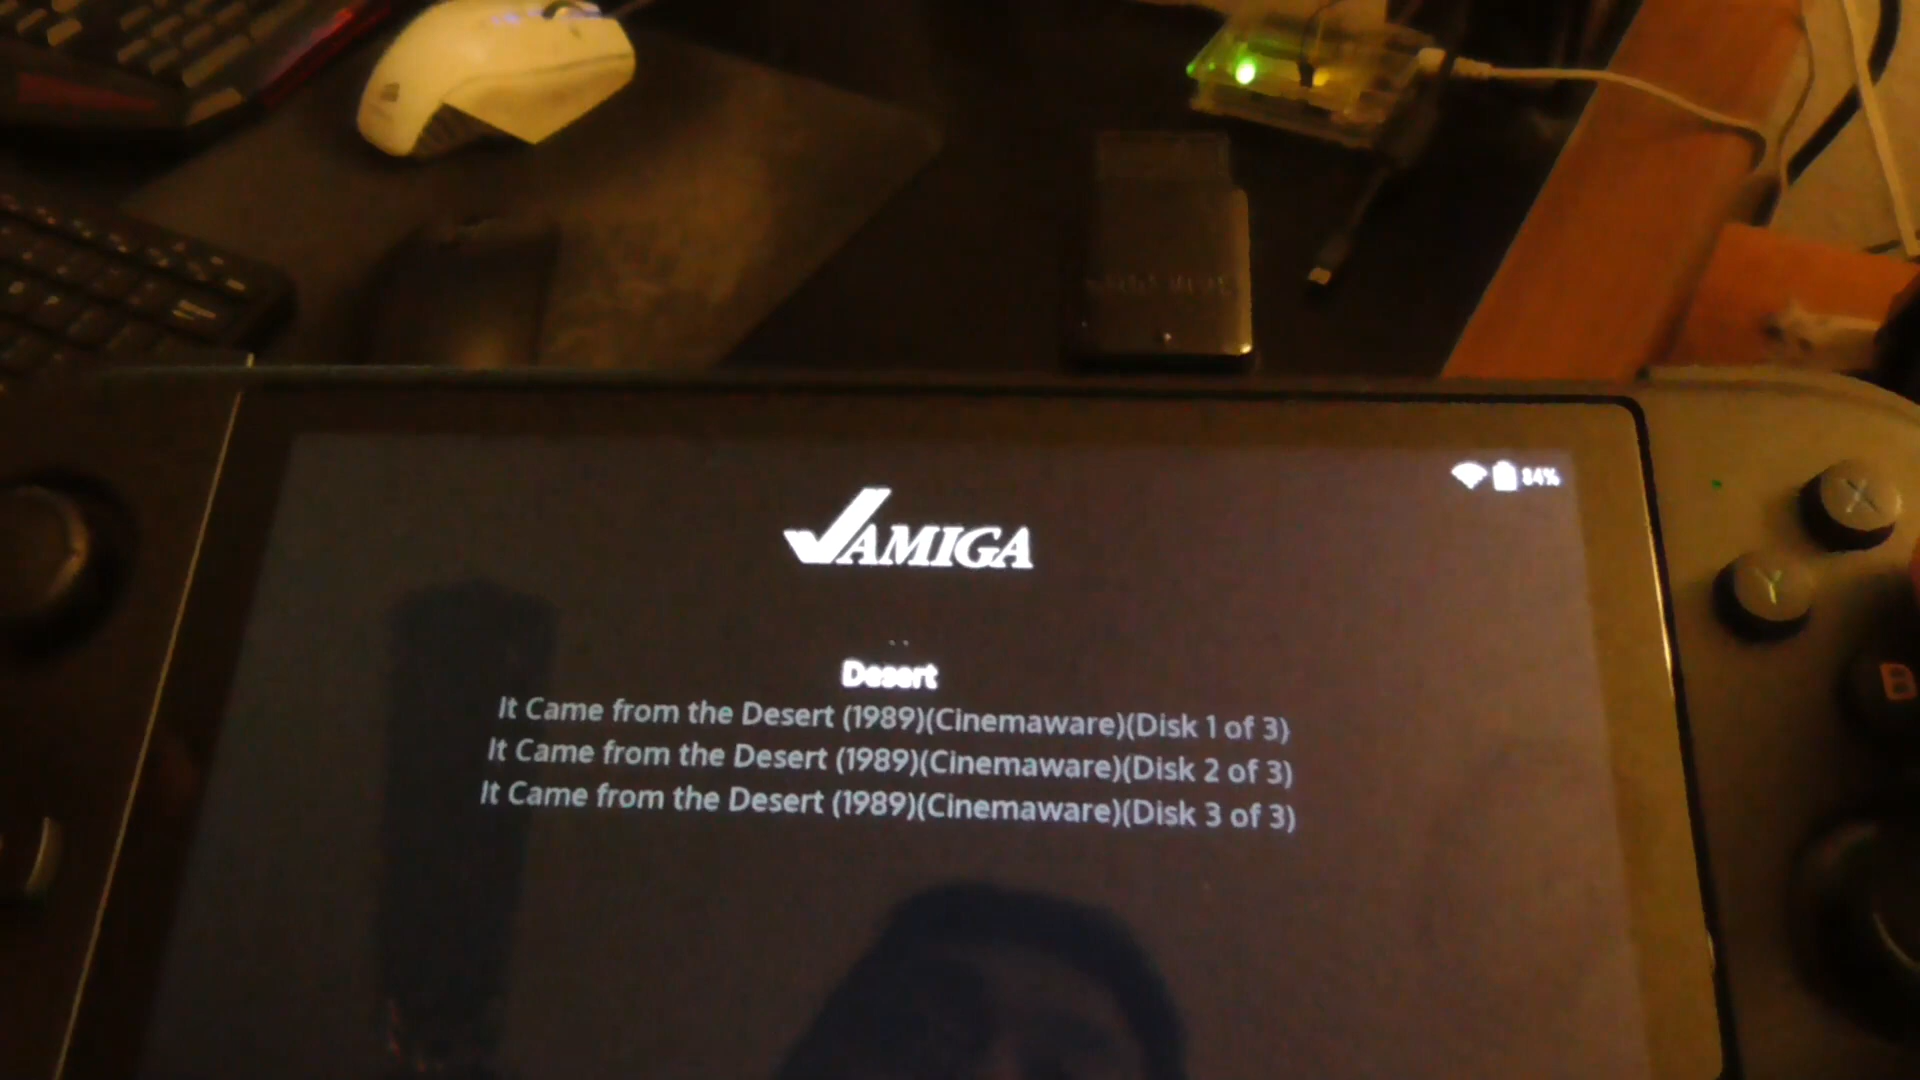 84%
AMIGA
..
Desert
It Came from the Desert (1989)(Cinemaware)(Disk 1 of 3)
It Came from the Desert (1989)(Cinemaware)(Disk 2 of 3)
It Came from the Desert (1989)(Cinemaware)(Disk 3 of 3)
X
Y
B